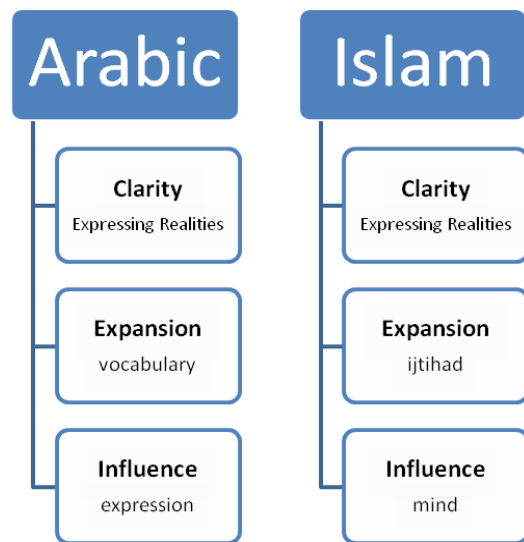 Arabic
Clarity
Expressing Realities
Expansion
vocabulary
Influence
expression
Islam
Clarity
Expressing Realities
Expansion
ijtihad
Influence
mind